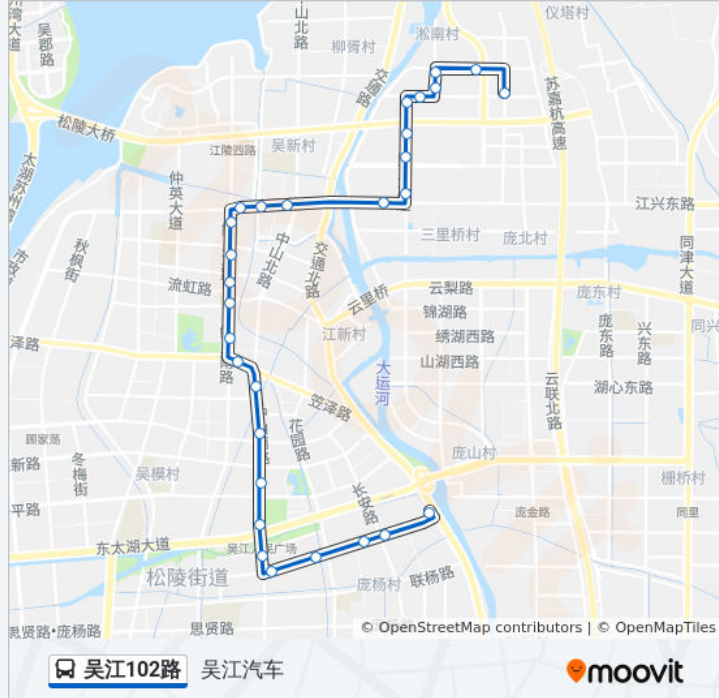 仪塔村
淞南村
柳胥村
吴郡路
山北路
交通路
苏嘉杭高速
松陵大桥
江陵西路
吴新村
仲英大道
江兴东路
三里桥村
庞北村
秋枫街
中山北路
交通北路
同津大道
流虹路
云里桥
云梨路
庞东村
锦湖路
江新村
绣湖西路
庞东路
兴东路
同兴
泽路
山湖西路
大运河
湖心东路
云联北路
笠泽路
花园路
顾家荡
新路
冬梅街
吴模村
庞山村
栅桥村
长安路
平路
庞金路
同里
东太湖大道
松陵街道
庞杨村
联杨路
思贤路•庞杨路
思贤路
© OpenStreetMap contributors | © OpenMapTiles
吴江102路 吴江汽车
moovit